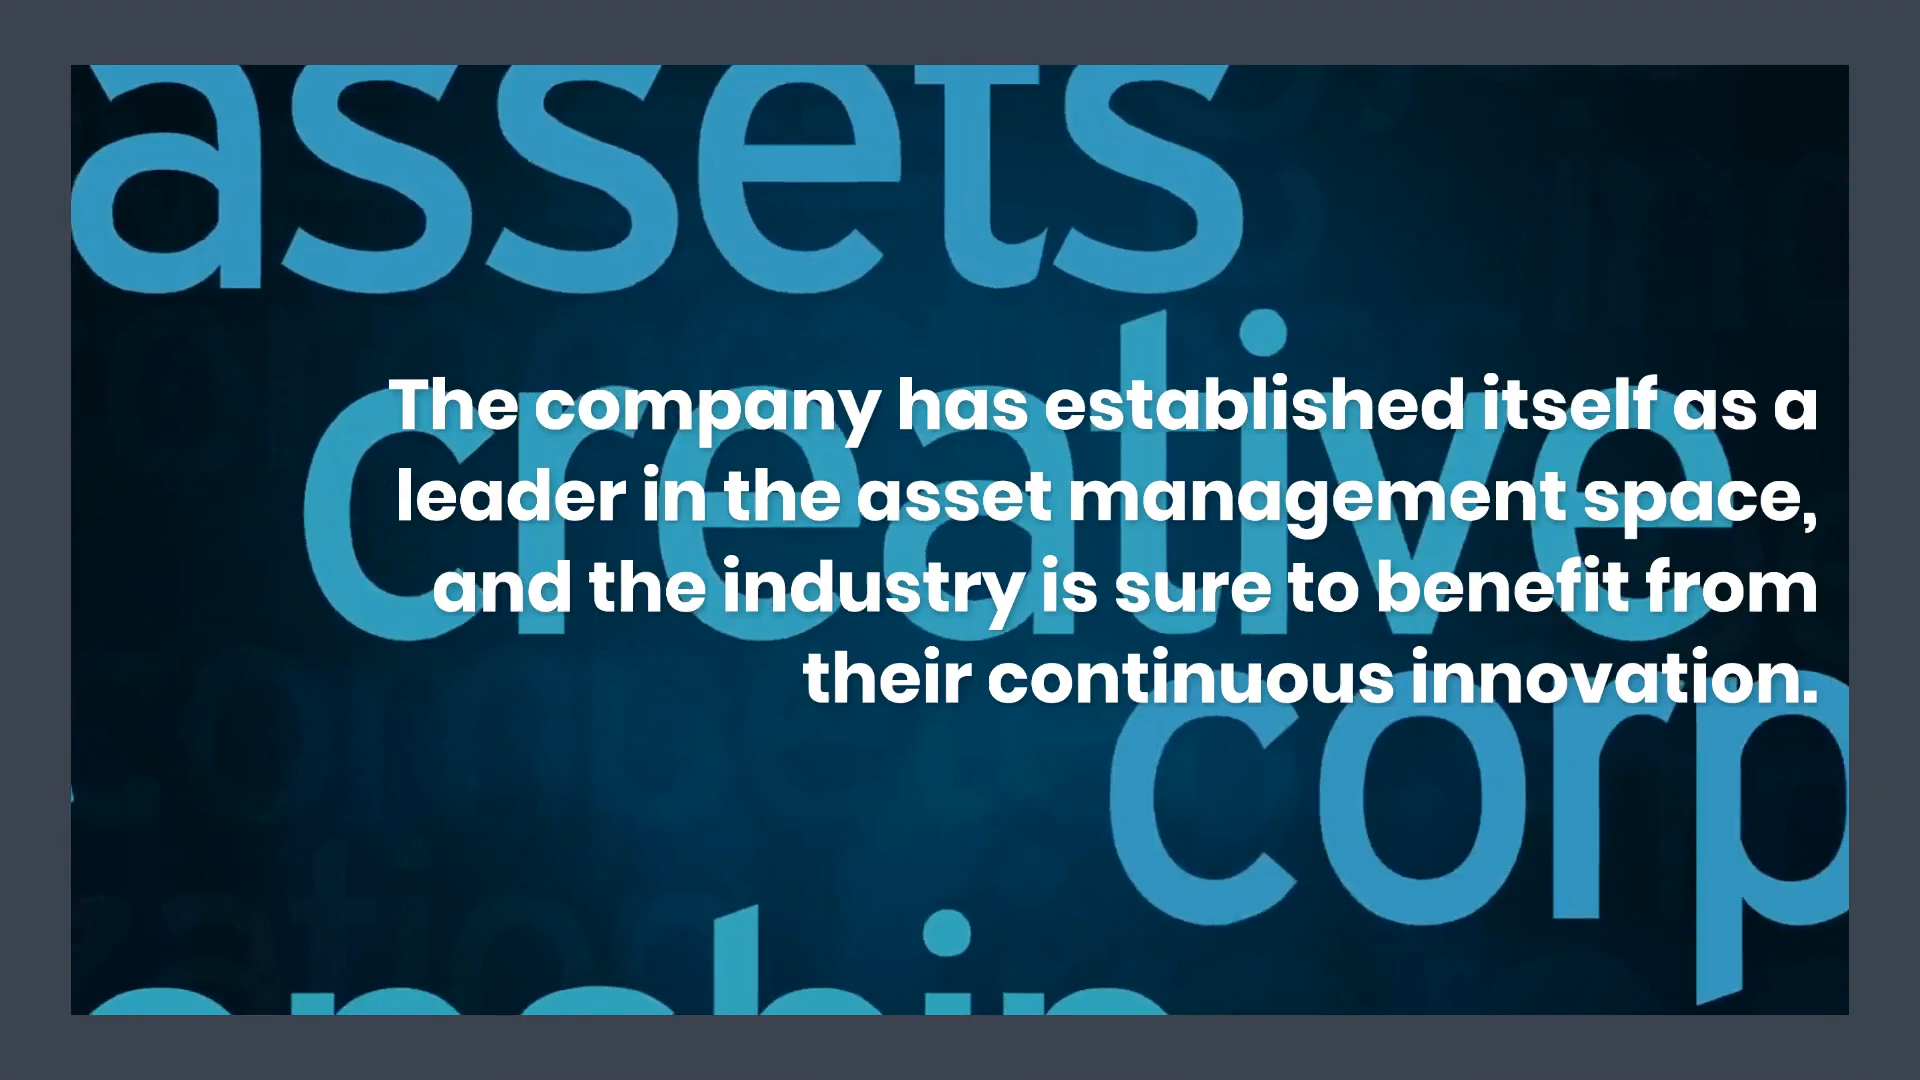 assets
creative
The company has established itself as a
leader in the asset management space,
and the industry is sure to benefit from
their continuous innovation.
corp